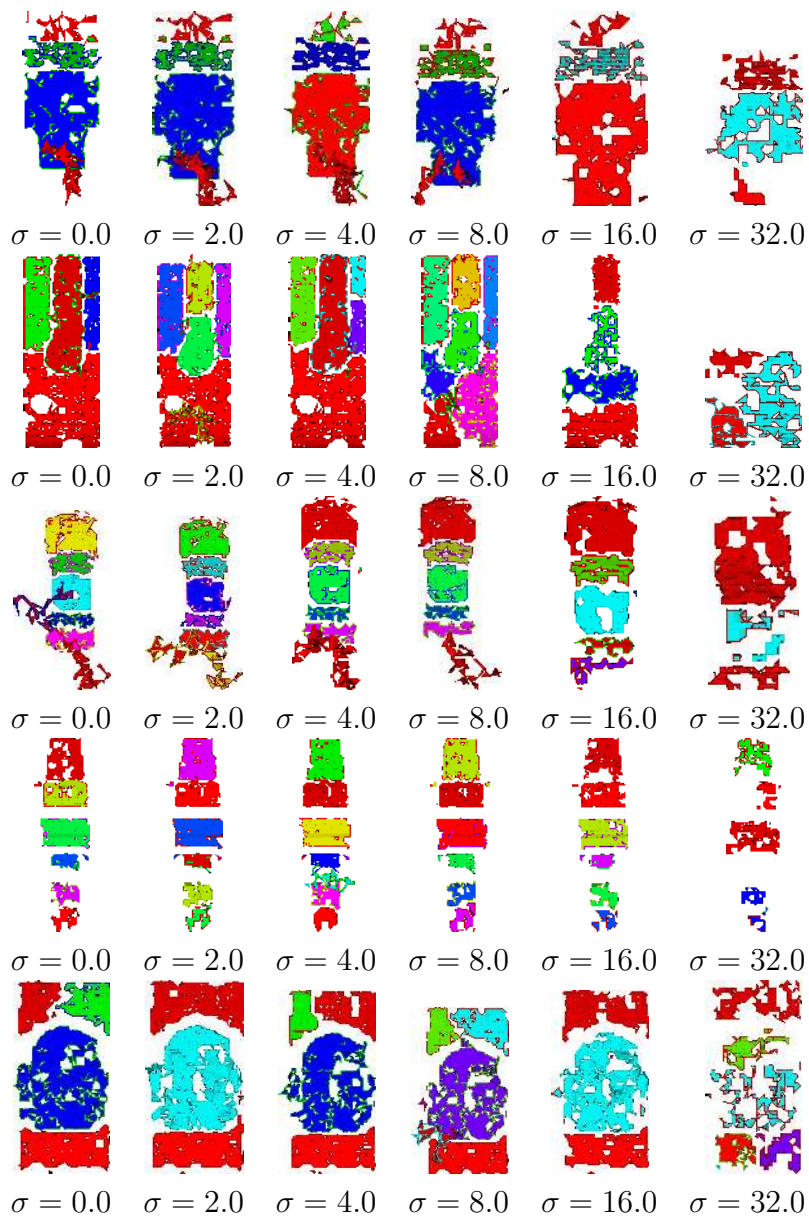 σ = 0.0 σ = 2.0 σ = 4.0 σ = 8.0 σ = 16.0 σ = 32.0
σ = 0.0 σ = 2.0 σ = 4.0 σ = 8.0 σ = 16.0 σ = 32.0
σ = 0.0 σ = 2.0 σ = 4.0 σ = 8.0 σ = 16.0 σ = 32.0
σ = 0.0 σ = 2.0 σ = 4.0 σ = 8.0 σ = 16.0 σ = 32.0
σ = 0.0 σ = 2.0 σ = 4.0 σ = 8.0 σ = 16.0 σ = 32.0